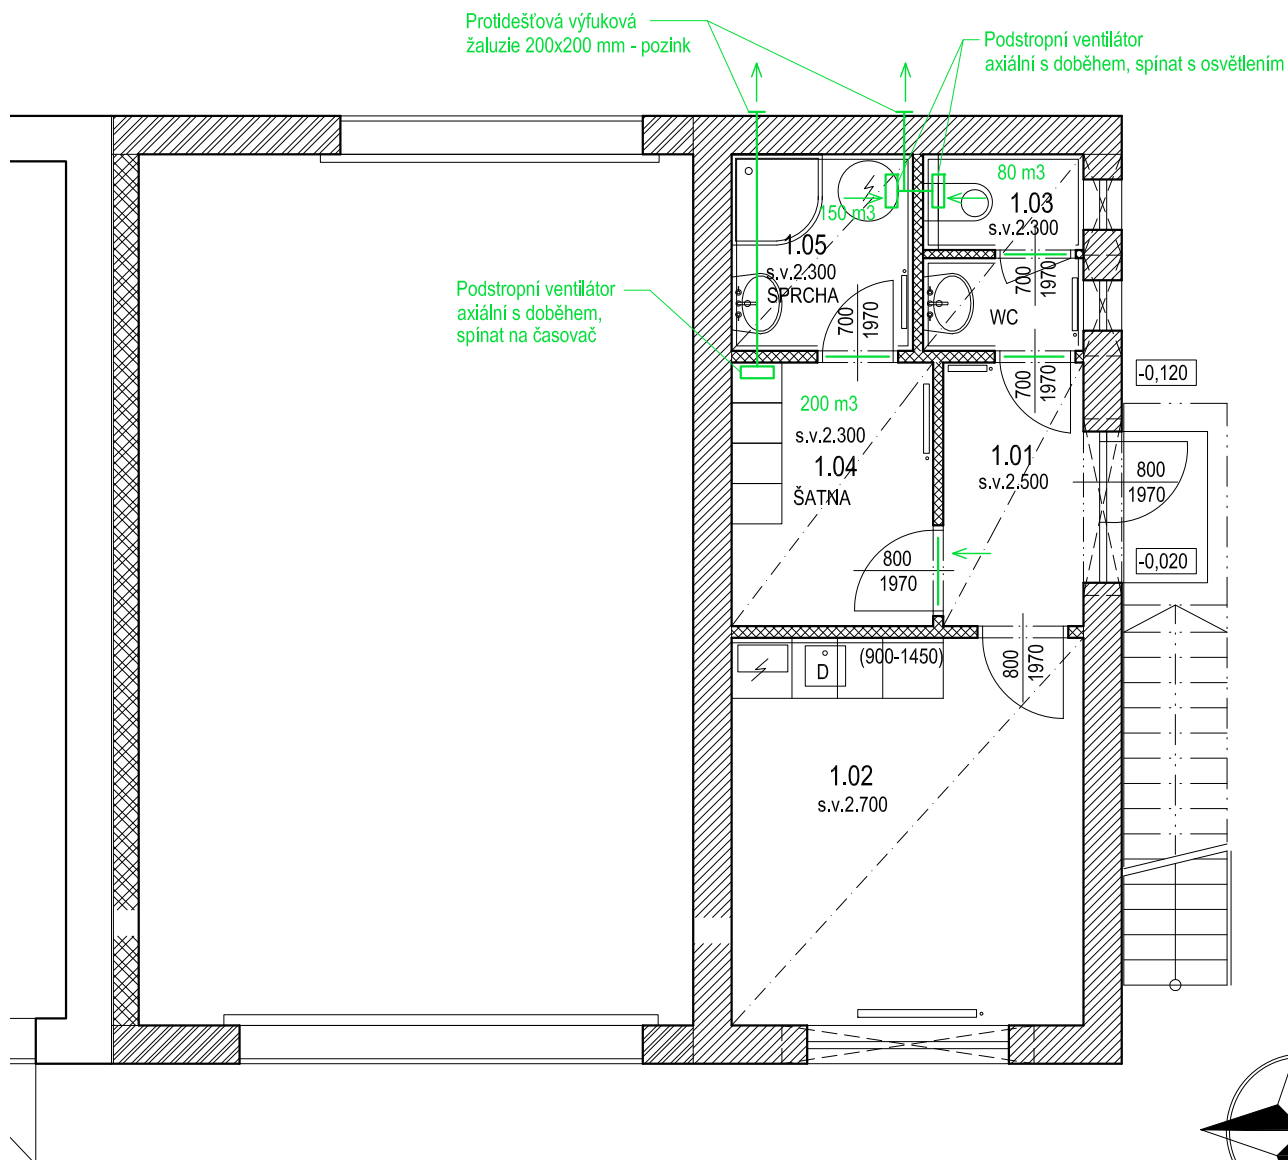 Protidešťová výfuková
žaluzie 200x200 mm - pozink
Podstropní ventilátor
axiální s doběhem, spínat s osvětlením
80 m3
1.03
s.v.2.300
150 m3
1.05
s.v.2.300
SPRCHA
700
1970
WC
700
1970
Podstropní ventilátor
axiální s doběhem,
spínat na časovač
700
1970
-0,120
200 m3
s.v.2.300
1.04
ŠATNA
1.01
s.v.2.500
800
1970
-0,020
800
1970
(900-1450)
D
800
1970
1.02
s.v.2.700